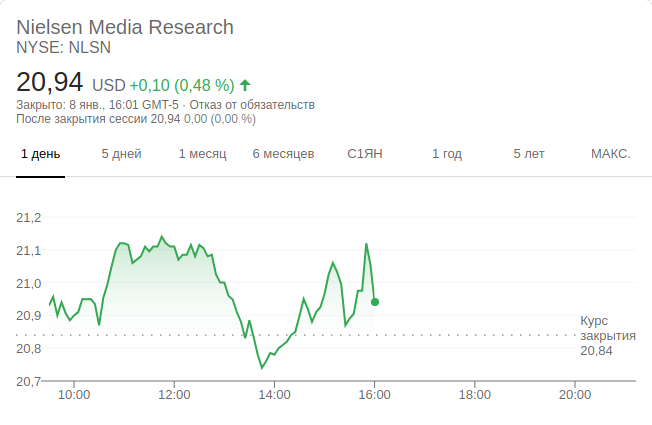 Nielsen Media Research
NYSE: NLSN
20,94 USD +0,10 (0,48 %)
Закрыто: 8 янв., 16:01 GMT-5 · Отказ от обязательств
После закрытия сессии 20,94 0,00 (0,00 %)
1 день 5 дней 1 месяц 6 месяцев С1ЯН 1 год 5 лет МАКС.
21,2
21,1
21,0
20,9
Курс
закрытия
20,84
20,8
20,7
10:00 12:00 14:00 16:00 18:00 20:00